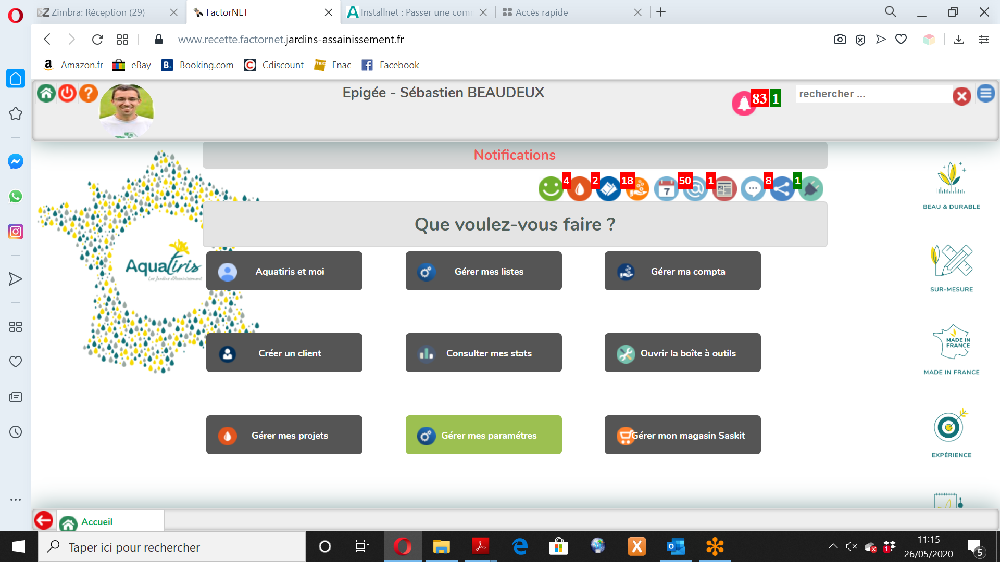 Zimbra: Réception (29)
FactorNET
Installnet : Passer une com
Accès rapide
www.recette.factornet.jardins-assainissement.fr
Amazon.fr
eBay
Booking.com
Cdiscount
Fnac
Facebook
Epigée - Sébastien BEAUDEUX
83 1
rechercher ...
Notifications
4 2 18 50 1 8 1
7
Que voulez-vous faire ?
Aquatiris
Les Jardins d'Assainissement
Aquatiris et moi
Gérer mes listes
Gérer ma compta
Créer un client
Consulter mes stats
Ouvrir la boîte à outils
Gérer mes projets
Gérer mes paramétres
Gérer mon magasin Saskit
BEAU & DURABLE
SUR-MESURE
MADE IN
FRANCE
MADE IN FRANCE
EXPÉRIENCE
Accueil
Taper ici pour rechercher
1
11:15
26/05/2020
5